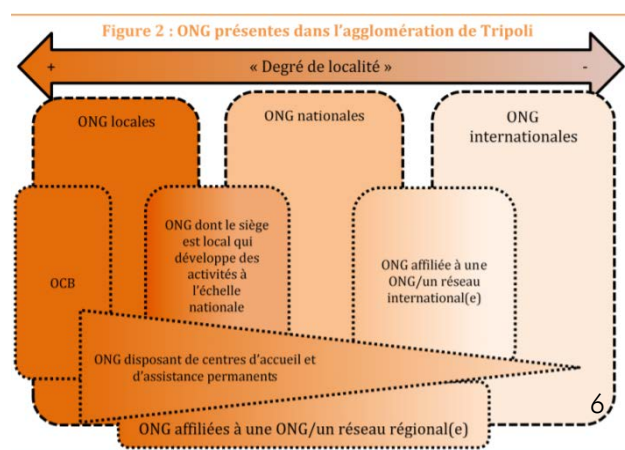 Figure 2 : ONG présentes dans l'agglomération de Tripoli
+
« Degré de localité »
-
ONG locales
ONG nationales
ONG
internationales
OCB
ONG dont le siège
est local qui
développe des
activités à
l'échelle
nationale
ONG affiliée à une
ONG/un réseau
international(e)
ONG disposant de centres d'accueil et
d'assistance permanents
6
ONG affiliées à une ONG/un réseau régional(e)